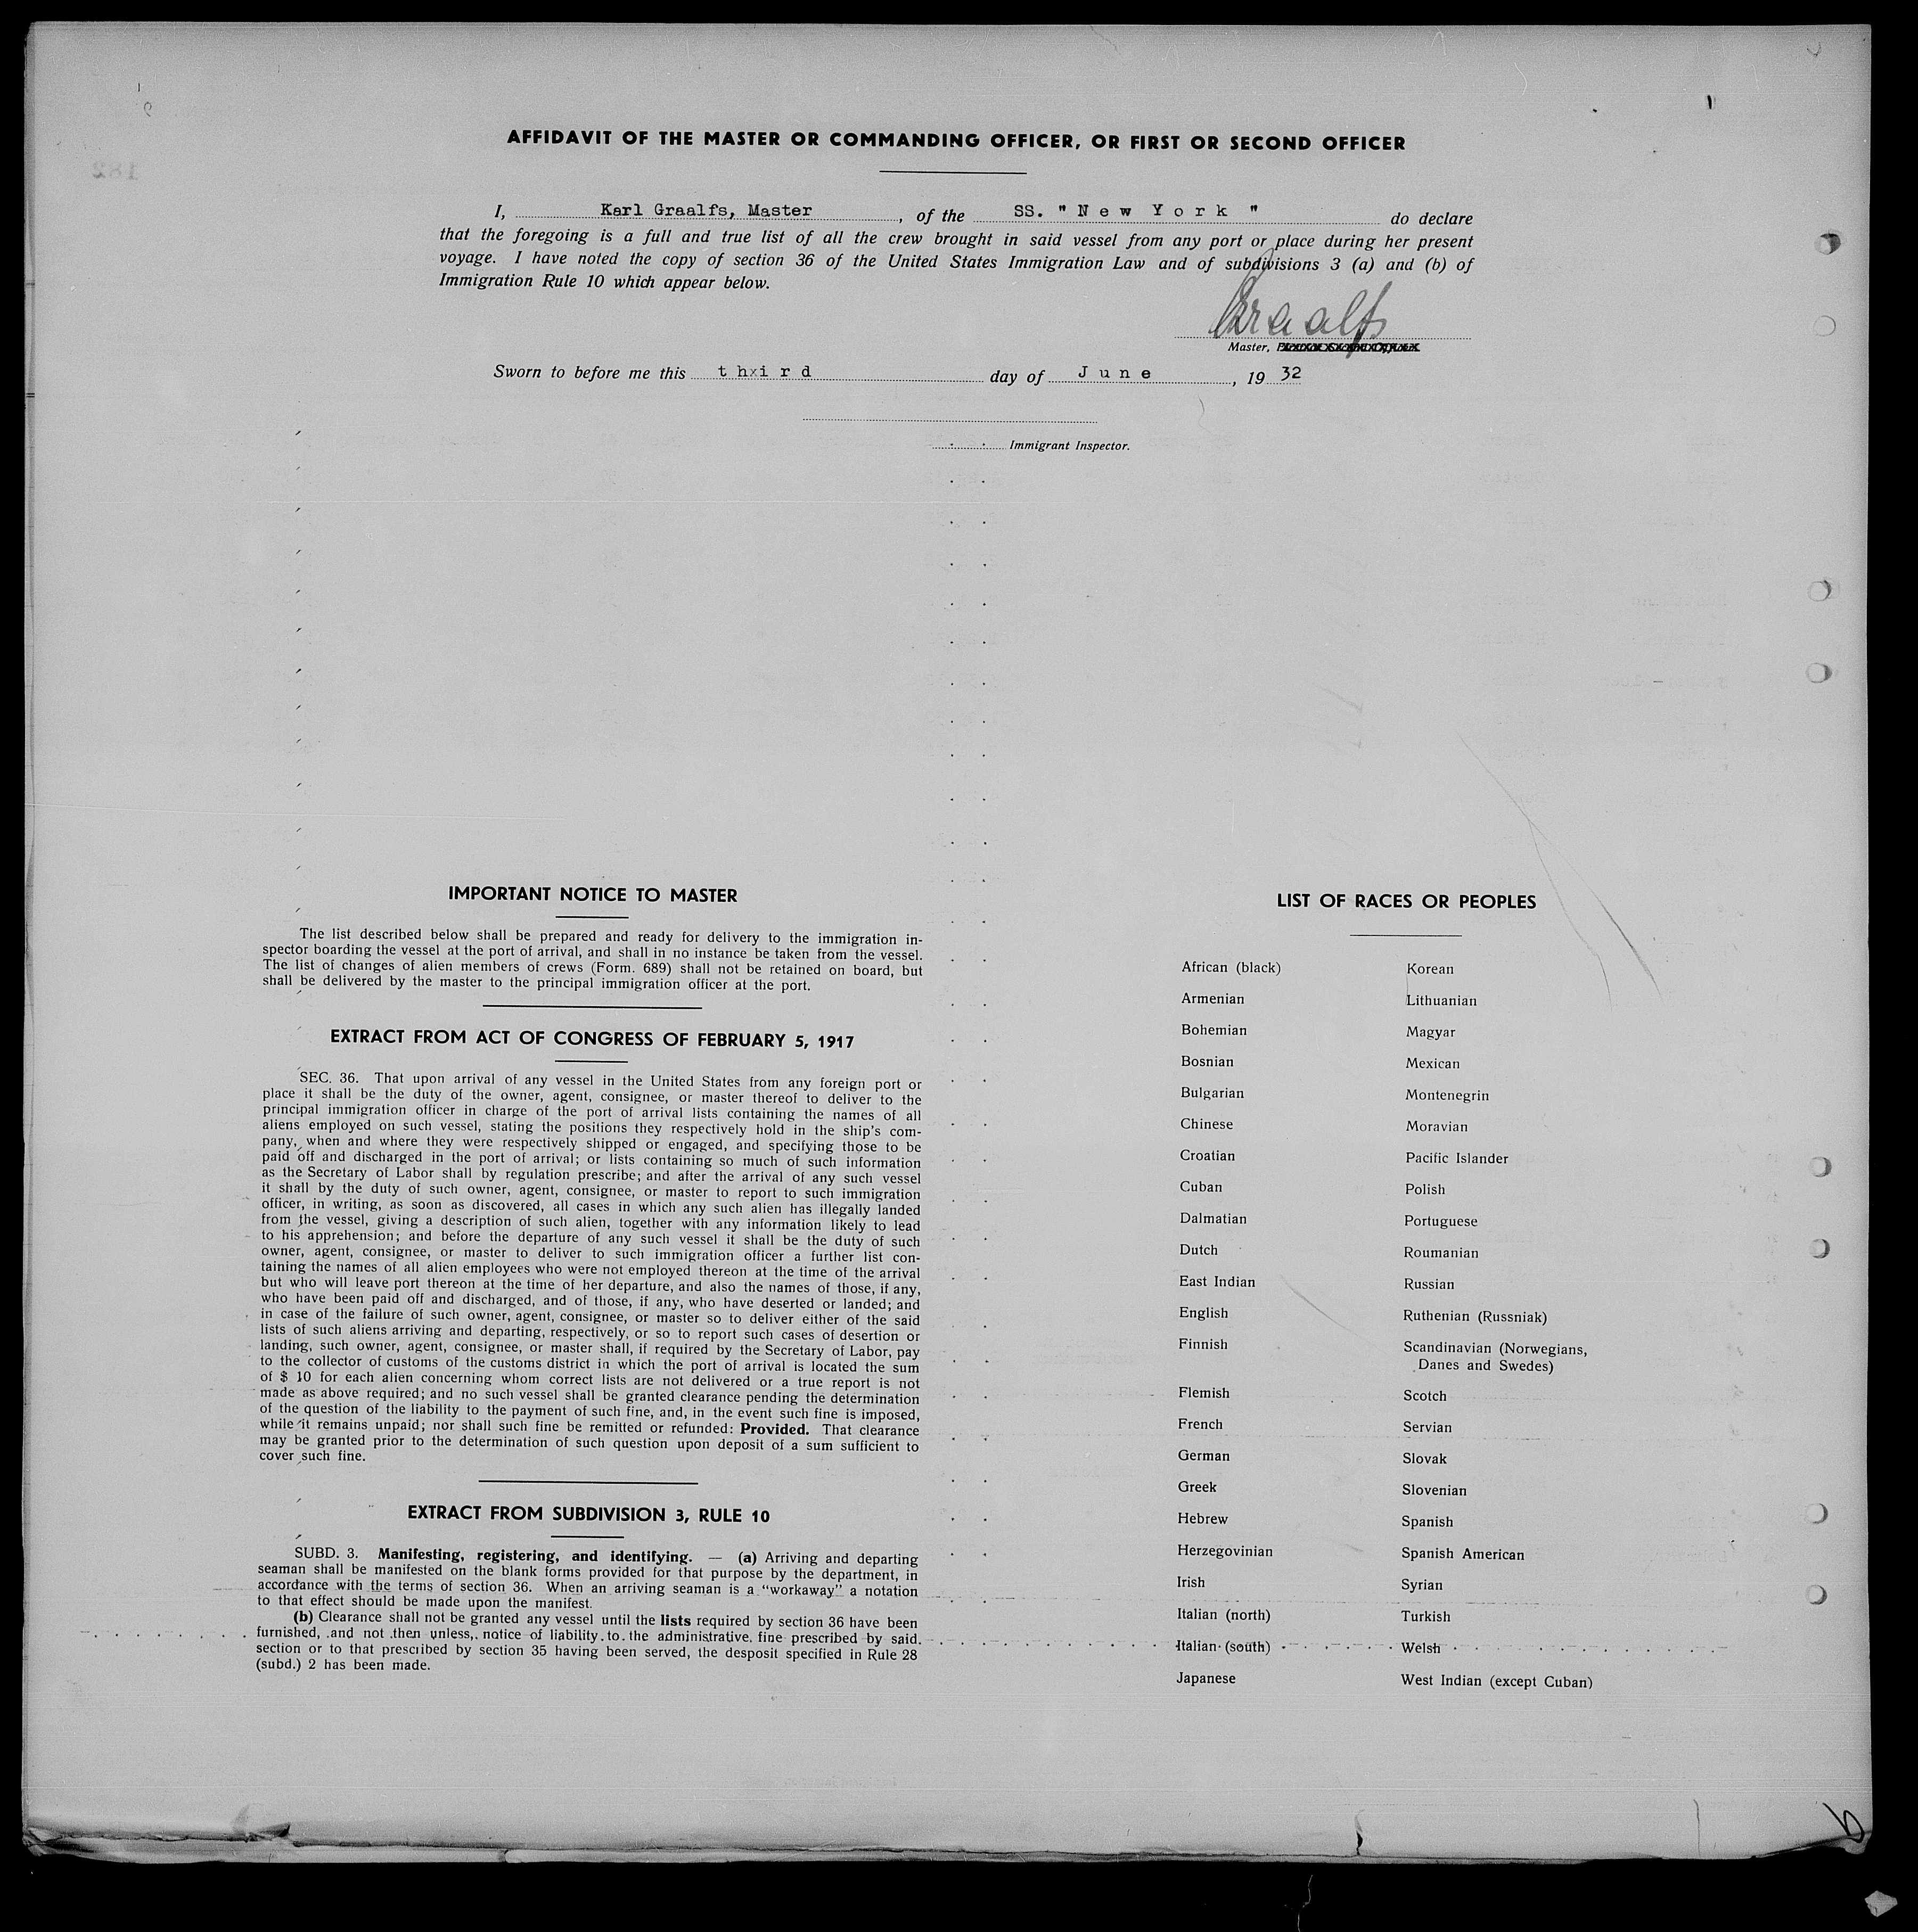 AFFIDAVIT OF THE MASTER OR COMMANDING OFFICER, OR FIRST OR SECOND OFFICER
I, Karl Graalfs, Master, of the SS. " N e w Y o r k " do declare
that the foregoing is a full and true list of all the crew brought in said vessel from any port or place during her present
voyage. I have noted the copy of section 36 of the United States Immigration Law and of subdivisions 3 (a) and (b) of
Immigration Rule 10 which appear below.
Graalfs
Master,
Sworn to before me this t hxi r d day of J u n e, 19 32
Immigrant Inspector.
182
IMPORTANT NOTICE TO MASTER
The list described below shall be prepared and ready for delivery to the immigration in-
spector boarding the vessel at the port of arrival, and shall in no instance be taken from the vessel.
The list of changes of alien members of crews (Form. 689) shall not be retained on board, but
shall be delivered by the master to the principal immigration officer at the port.
EXTRACT FROM ACT OF CONGRESS OF FEBRUARY 5, 1917
SEC. 36. That upon arrival of any vessel in the United States from any foreign port or
place it shall be the duty of the owner, agent, consignee, or master thereof to deliver to the
principal immigration officer in charge of the port of arrival lists containing the names of all
aliens employed on such vessel, stating the positions they respectively hold in the ship's com-
pany, when and where they were respectively shipped or engaged, and specifying those to be
paid off and discharged in the port of arrival; or lists containing so much of such information
as the Secretary of Labor shall by regulation prescribe; and after the arrival of any such vessel
it shall by the duty of such owner, agent, consignee, or master to report to such immigration
officer, in writing, as soon as discovered, all cases in which any such alien has illegally landed
from the vessel, giving a description of such alien, together with any information likely to lead
to his apprehension; and before the departure of any such vessel it shall be the duty of such
owner, agent, consignee, or master to deliver to such immigration officer a further list con-
taining the names of all alien employees who were not employed thereon at the time of the arrival
but who will leave port thereon at the time of her departure, and also the names of those, if any,
who have been paid off and discharged, and of those, if any, who have deserted or landed; and
in case of the failure of such owner, agent, consignee, or master so to deliver either of the said
lists of such aliens arriving and departing, respectively, or so to report such cases of desertion or
landing, such owner, agent, consignee, or master shall, if required by the Secretary of Labor, pay
to the collector of customs of the customs district in which the port of arrival is located the sum
of $ 10 for each alien concerning whom correct lists are not delivered or a true report is not
made as above required; and no such vessel shall be granted clearance pending the determination
of the question of the liability to the payment of such fine, and, in the event such fine is imposed,
while it remains unpaid; nor shall such fine be remitted or refunded: Provided. That clearance
may be granted prior to the determination of such question upon deposit of a sum sufficient to
cover such fine.
EXTRACT FROM SUBDIVISION 3, RULE 10
SUBD. 3. Manifesting, registering, and identifying. — (a) Arriving and departing
seaman shall be manifested on the blank forms provided for that purpose by the department, in
accordance with the terms of section 36. When an arriving seaman is a "workaway" a notation
to that effect should be made upon the manifest.
(b) Clearance shall not be granted any vessel until the lists required by section 36 have been
furnished, and not then unless, notice of liability to the administrative fine prescribed by said
section or to that prescribed by section 35 having been served, the desposit specified in Rule 28
(subd.) 2 has been made.
LIST OF RACES OR PEOPLES
African (black)
Armenian
Bohemian
Bosnian
Bulgarian
Chinese
Croatian
Cuban
Dalmatian
Dutch
East Indian
English
Finnish
Flemish
French
German
Greek
Hebrew
Herzegovinian
Irish
Italian (north)
Italian (south)
Japanese
Korean
Lithuanian
Magyar
Mexican
Montenegrin
Moravian
Pacific Islander
Polish
Portuguese
Roumanian
Russian
Ruthenian (Russniak)
Scandinavian (Norwegians,
Danes and Swedes)
Scotch
Servian
Slovak
Slovenian
Spanish
Spanish American
Syrian
Turkish
Welsh
West Indian (except Cuban)